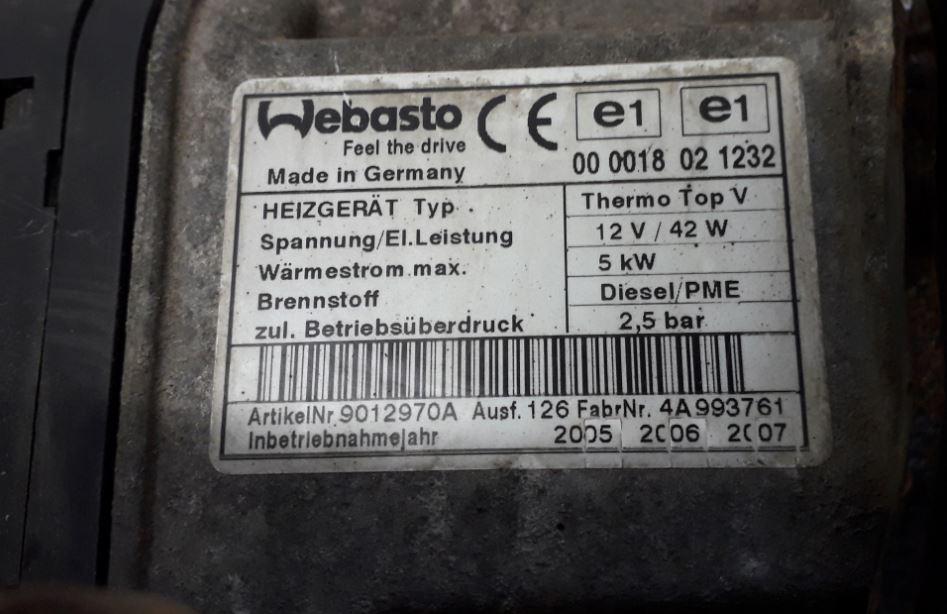 Webasto CE e1 e1
Feel the drive 00 0018 02 1232
Made in Germany
HEIZGERÄT Typ Thermo Top V
Spannung/El.Leistung 12 V / 42 W
Wärmestrom max. 5 kW
Brennstoff Diesel/PME
zul. Betriebsüberdruck 2,5 bar
ArtikelNr. 9012970A Ausf. 126 FabrNr. 4A993761
Inbetriebnahmejahr 2005 2006 2007